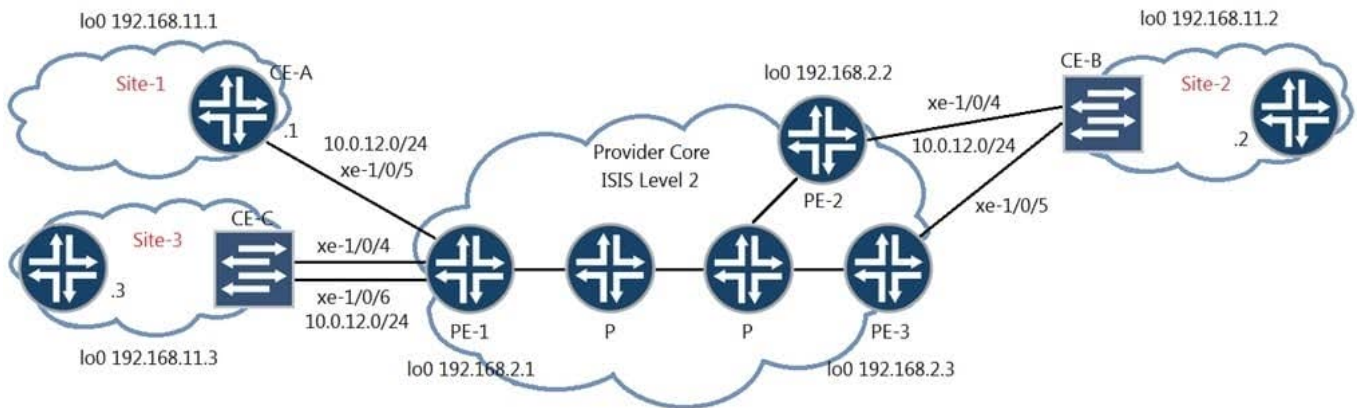 lo0 192.168.11.1
Site-1
CE-A
.1
10.0.12.0/24
xe-1/0/5
Site-3
CE-C
.3
xe-1/0/4
xe-1/0/6
10.0.12.0/24
lo0 192.168.11.3
PE-1
lo0 192.168.2.1
Provider Core
ISIS Level 2
P
P
lo0 192.168.2.2
PE-2
PE-3
lo0 192.168.2.3
xe-1/0/4
10.0.12.0/24
xe-1/0/5
lo0 192.168.11.2
CE-B
Site-2
.2